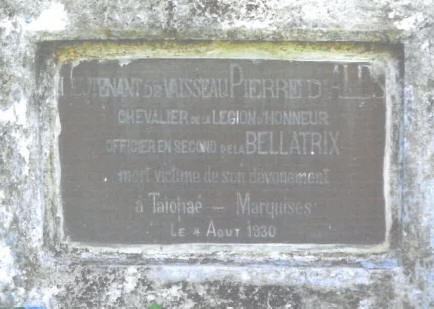 LIEUTENANT DE VAISSEAU PIERRE D'
CHEVALIER DE LA LEGION D'HONNEUR
OFFICIER EN SECOND DE LA BELLATRIX
mort victime de son dévouement
à Taiohaé — Marquises
LE 4 AOUT 1930